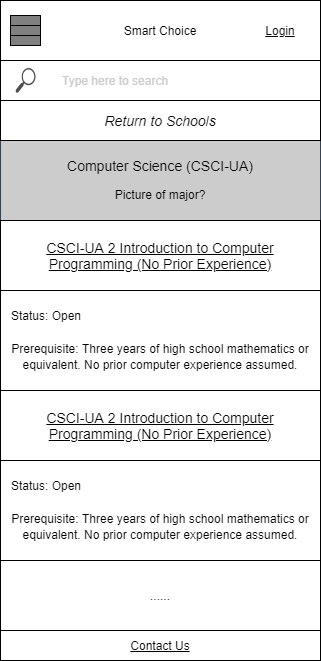 Smart Choice
Login
Type here to search
Return to Schools
Computer Science (CSCI-UA)
Picture of major?
CSCI-UA 2 Introduction to Computer
Programming (No Prior Experience)
Status: Open
Prerequisite: Three years of high school mathematics or
equivalent. No prior computer experience assumed.
CSCI-UA 2 Introduction to Computer
Programming (No Prior Experience)
Status: Open
Prerequisite: Three years of high school mathematics or
equivalent. No prior computer experience assumed.
......
Contact Us